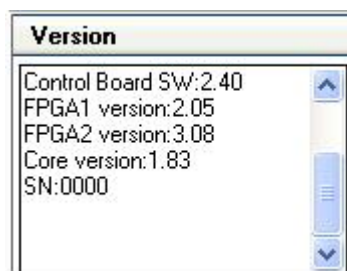 Version
Control Board SW:2.40
FPGA1 version:2.05
FPGA2 version:3.08
Core version:1.83
SN:0000